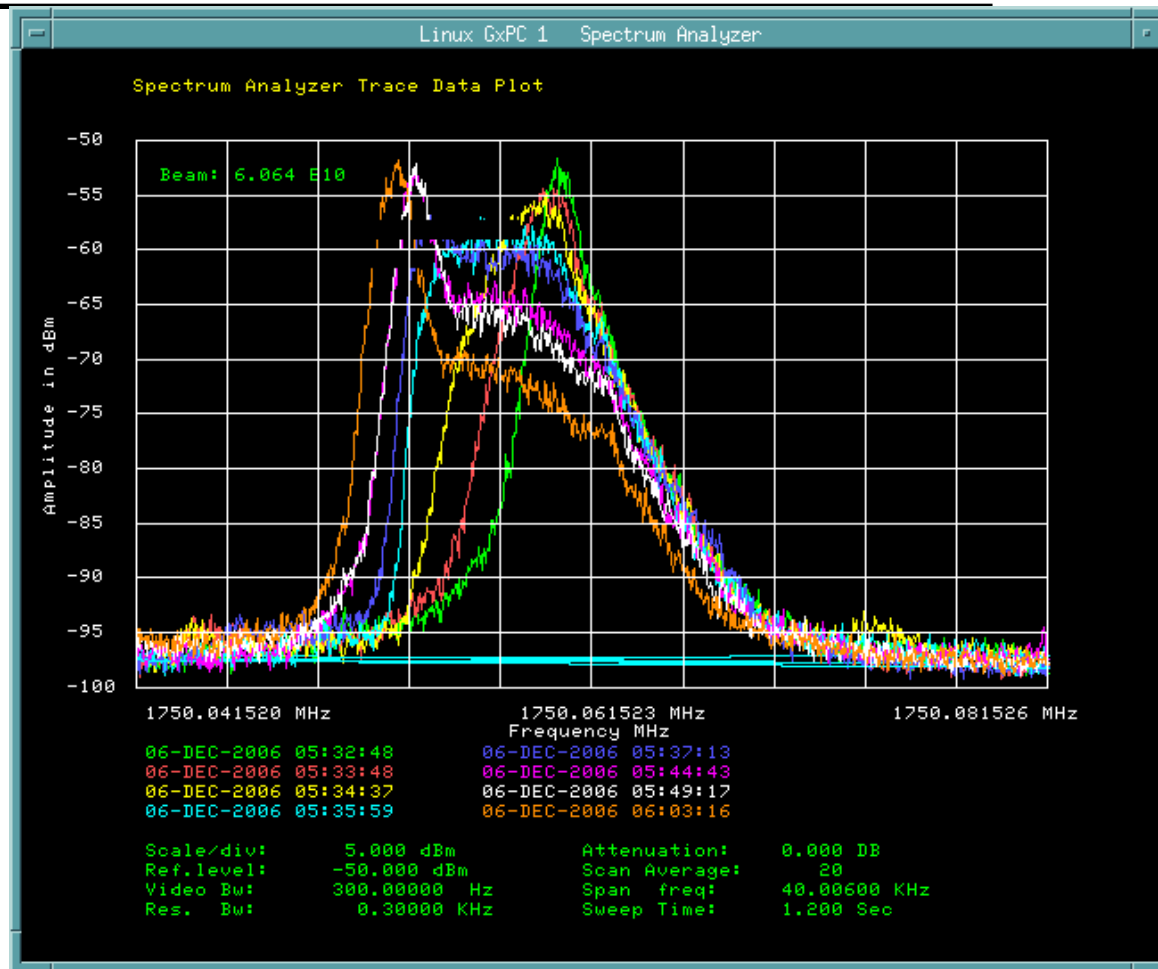 Linux GxPC 1 Spectrum Analyzer
Spectrum Analyzer Trace Data Plot
Beam: 6.064 E10
-50
-55
-60
-65
-70
-75
-80
-85
-90
-95
-100
Amplitude in dBm
1750.041520 MHz 1750.061523 MHz 1750.081526 MHz
Frequency MHz
06-DEC-2006 05:32:48 06-DEC-2006 05:37:13
06-DEC-2006 05:33:48 06-DEC-2006 05:44:43
06-DEC-2006 05:34:37 06-DEC-2006 05:49:17
06-DEC-2006 05:35:59 06-DEC-2006 06:03:16
Scale/div: 5.000 dBm Attenuation: 0.000 DB
Ref.level: -50.000 dBm Scan Average: 20
Video Bw: 300.00000 Hz Span freq: 40.00600 KHz
Res. Bw: 0.30000 KHz Sweep Time: 1.200 Sec